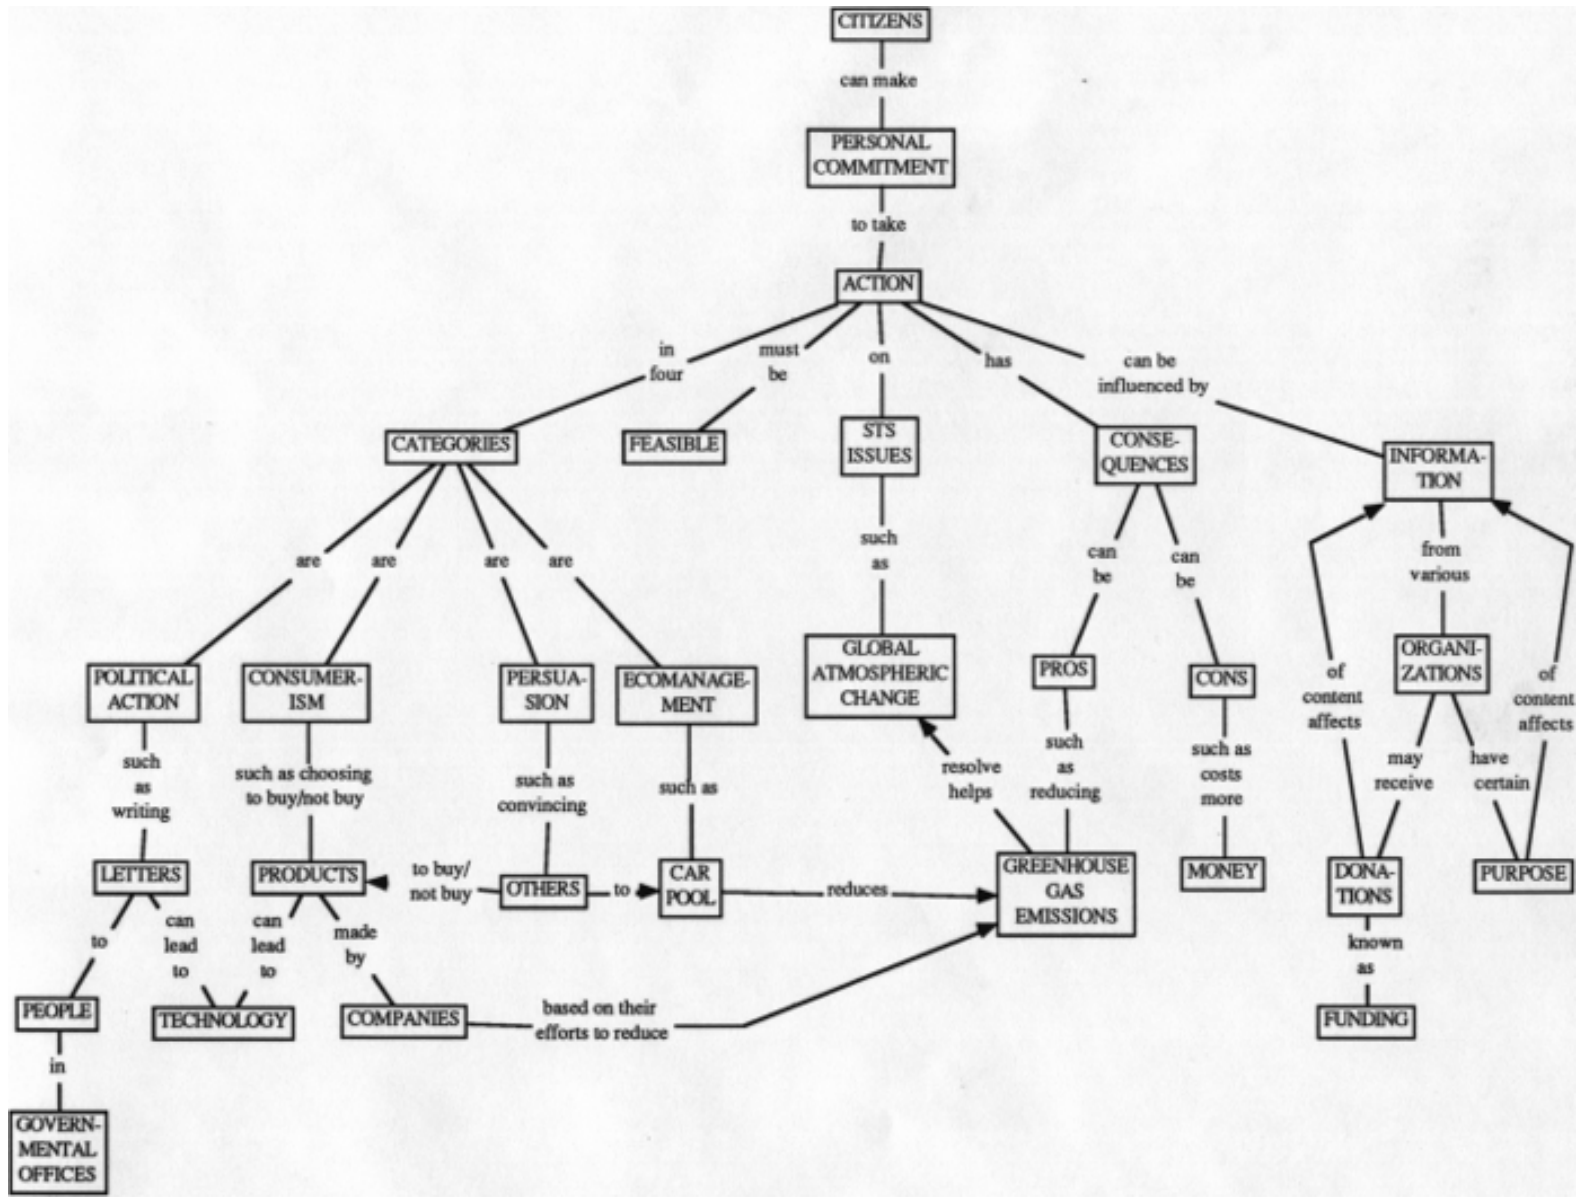 CITIZENS
can make
PERSONAL
COMMITMENT
to take
ACTION
in
four
must
be
on
has
can be
influenced by
CATEGORIES
FEASIBLE
STS
ISSUES
CONSE-
QUENCES
INFORMA-
TION
are
are
are
are
such
as
can
be
can
be
from
various
POLITICAL
ACTION
CONSUMER-
ISM
PERSUA-
SION
ECOMANAGE-
MENT
GLOBAL
ATMOSPHERIC
CHANGE
PROS
CONS
of
content
affects
ORGANI-
ZATIONS
of
content
affects
such
as
writing
such as choosing
to buy/not buy
such as
convincing
such as
resolve
helps
such
as
reducing
such as
costs
more
may
receive
have
certain
LETTERS
PRODUCTS
to buy/
not buy
OTHERS
to
CAR
POOL
reduces
GREENHOUSE
GAS
EMISSIONS
MONEY
DONA-
TIONS
PURPOSE
to
can
lead
to
can
lead
to
made
by
known
as
PEOPLE
TECHNOLOGY
COMPANIES
based on their
efforts to reduce
FUNDING
in
GOVERN-
MENTAL
OFFICES